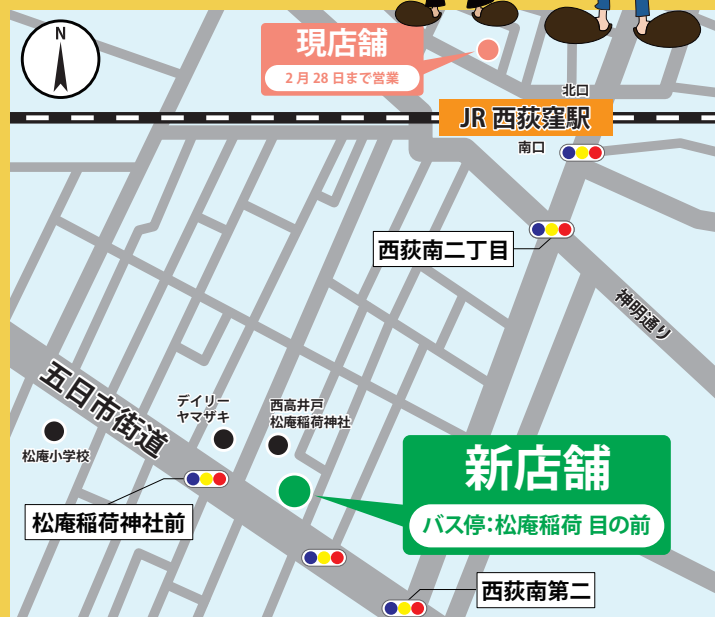 N
現店舗
2月28日まで営業
北口
JR 西荻窪駅
南口
西荻南二丁目
神明通り
五日市街道
デイリー
ヤマザキ
西高井戸
松庵稲荷神社
松庵小学校
新店舗
バス停:松庵稲荷 目の前
松庵稲荷神社前
西荻南第二